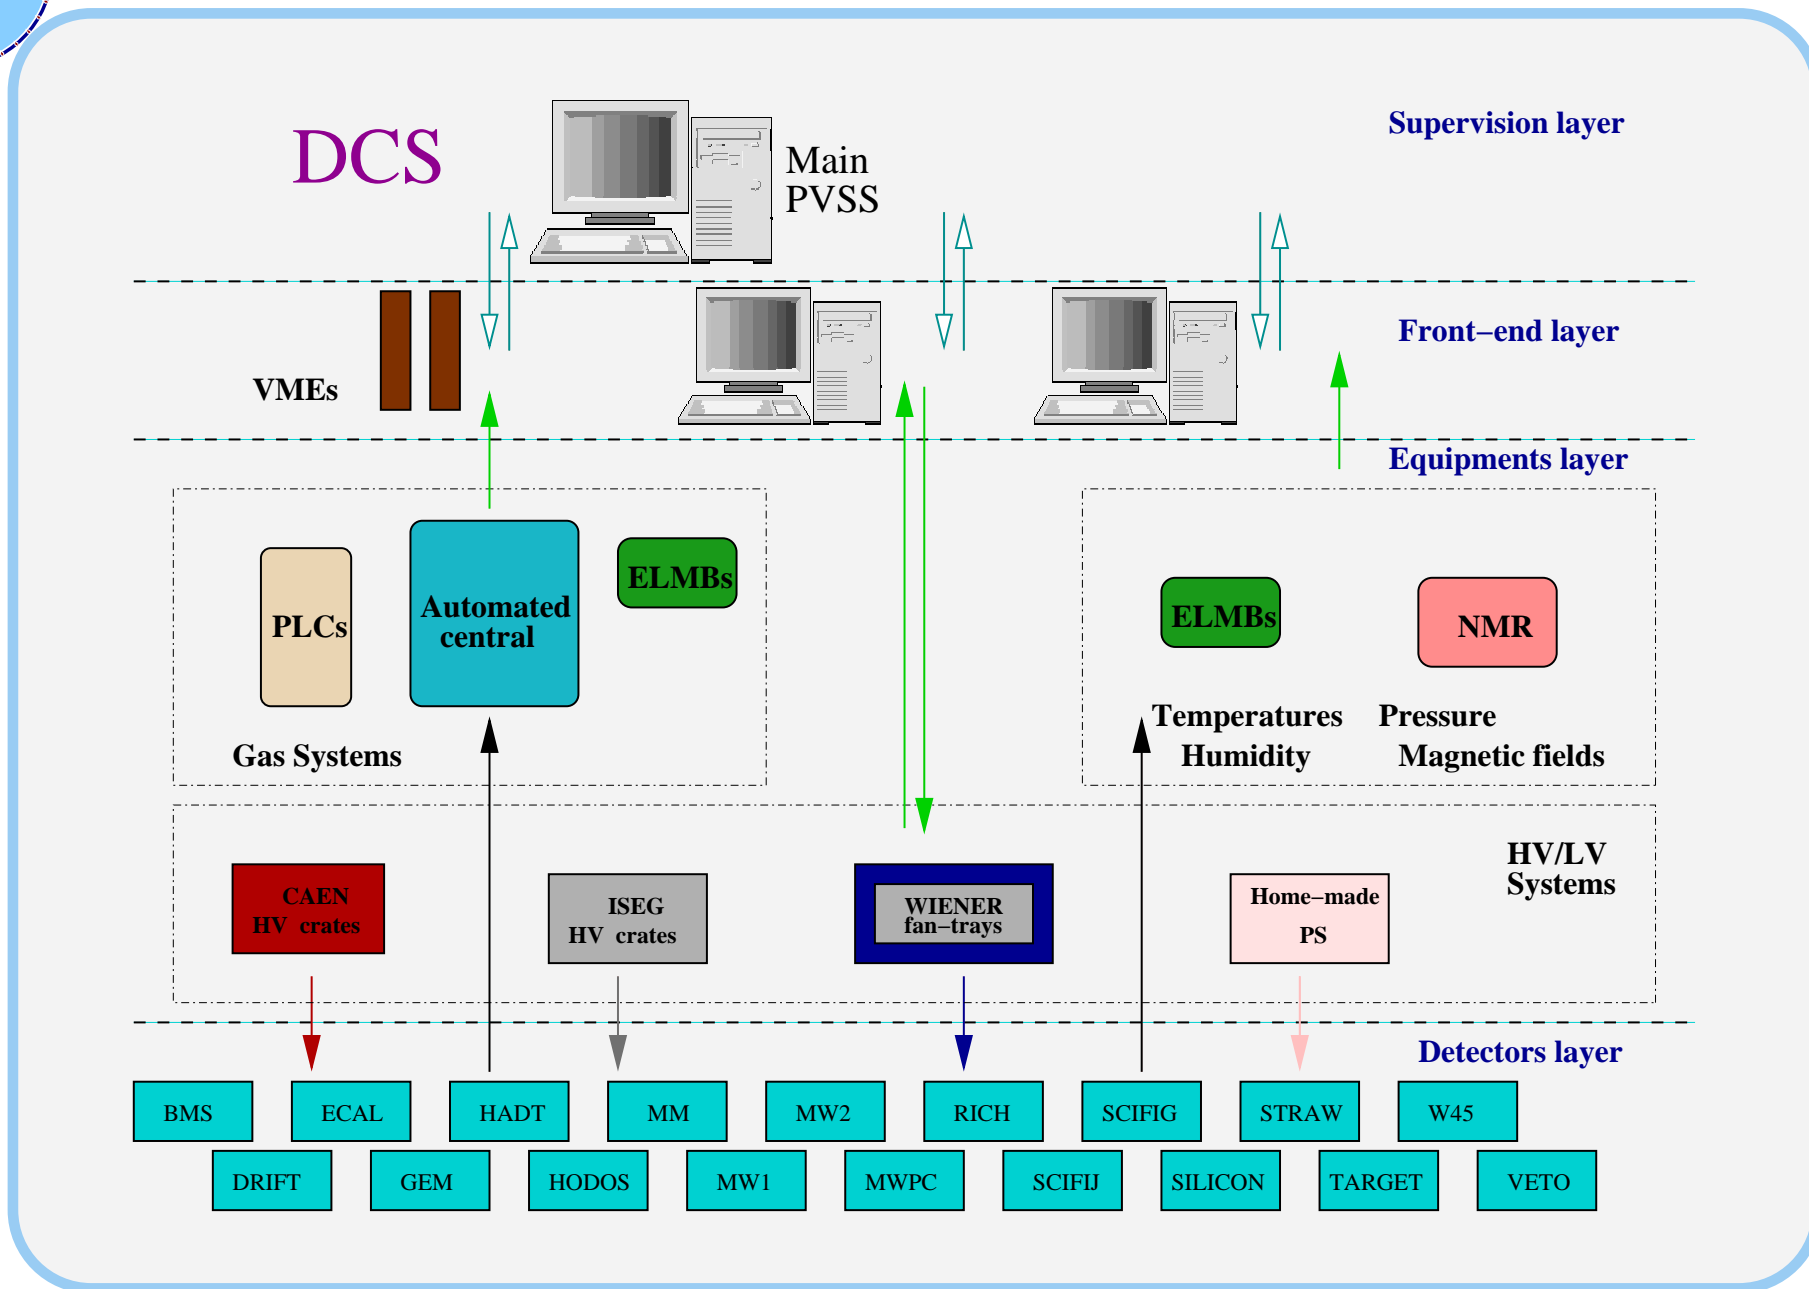 DCS
Main
PVSS
Supervision layer
VMEs
Front−end layer
Equipments layer
PLCs
Automated
central
ELMBs
Gas Systems
ELMBs
NMR
Temperatures
Pressure
Humidity
Magnetic fields
HV/LV
Systems
CAEN
HV crates
ISEG
HV crates
WIENER
fan−trays
Home−made
PS
Detectors layer
BMS
ECAL
HADT
MM
MW2
RICH
SCIFIG
STRAW
W45
DRIFT
GEM
HODOS
MW1
MWPC
SCIFIJ
SILICON
TARGET
VETO